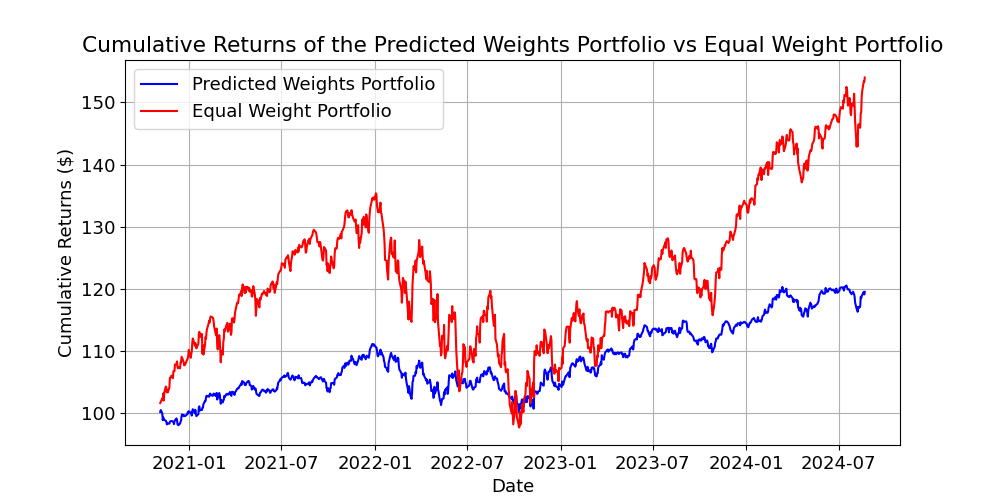 Cumulative Returns of the Predicted Weights Portfolio vs Equal Weight Portfolio
Predicted Weights Portfolio
Equal Weight Portfolio
150
140
130
120
110
100
Cumulative Returns ($)
2021-01 2021-07 2022-01 2022-07 2023-01 2023-07 2024-01 2024-07
Date